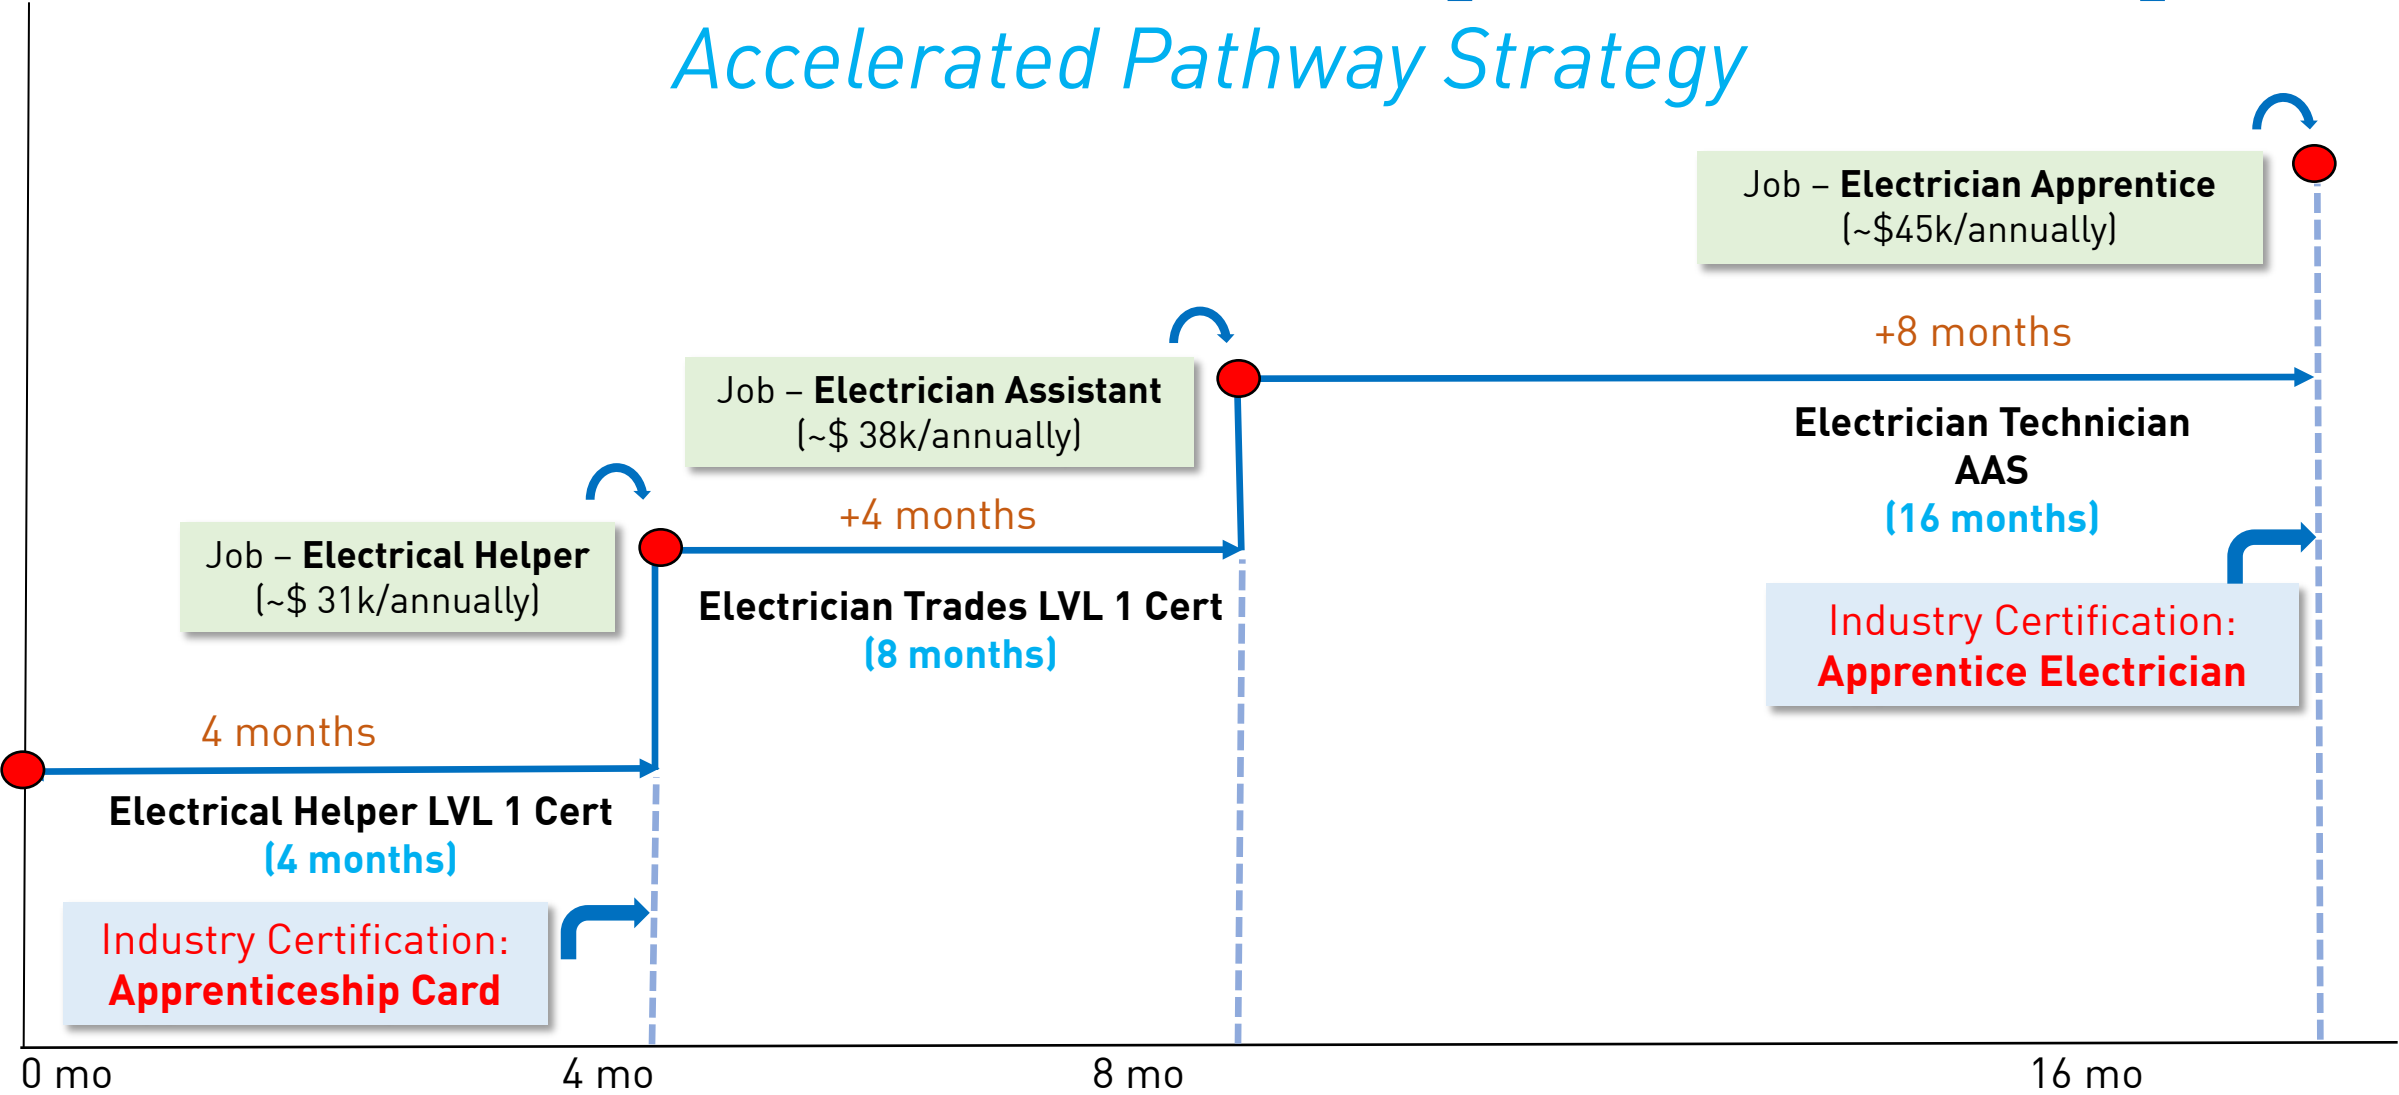 Accelerated Pathway Strategy
Job – Electrician Apprentice
(~$45k/annually)
+8 months
Job – Electrician Assistant
(~$ 38k/annually)
Electrician Technician
AAS
(16 months)
+4 months
Job – Electrical Helper
(~$ 31k/annually)
Electrician Trades LVL 1 Cert
(8 months)
Industry Certification:
Apprentice Electrician
4 months
Electrical Helper LVL 1 Cert
(4 months)
Industry Certification:
Apprenticeship Card
0 mo
4 mo
8 mo
16 mo